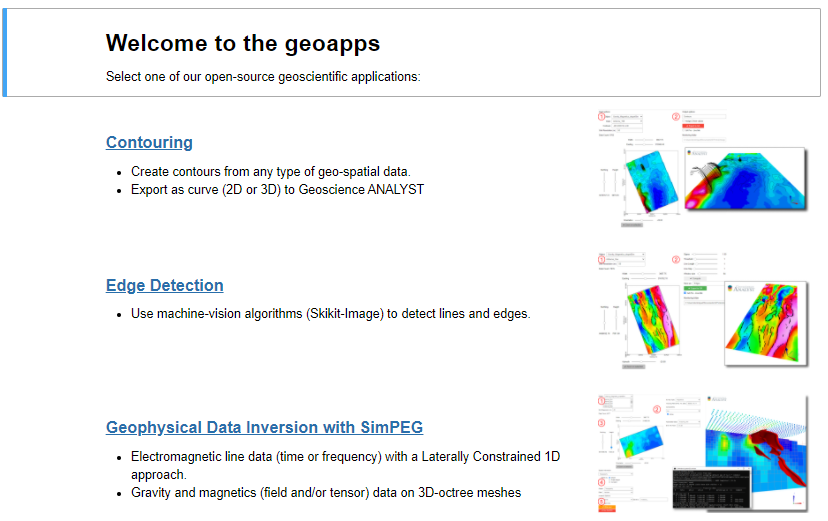 Welcome to the geoapps
Select one of our open-source geoscientific applications:
Contouring
Create contours from any type of geo-spatial data.
Export as curve (2D or 3D) to Geoscience ANALYST
Edge Detection
Use machine-vision algorithms (Skikit-Image) to detect lines and edges.
Geophysical Data Inversion with SimPEG
Electromagnetic line data (time or frequency) with a Laterally Constrained 1D
approach.
Gravity and magnetics (field and/or tensor) data on 3D-octree meshes